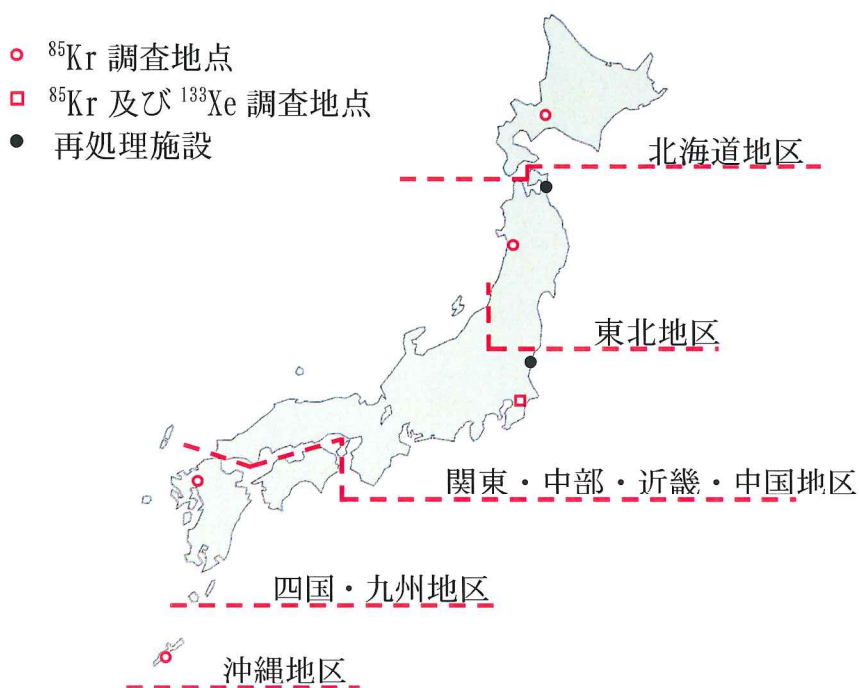 ⁸⁵Kr 調査地点
⁸⁵Kr 及び ¹³³Xe 調査地点
再処理施設
北海道地区
東北地区
関東・中部・近畿・中国地区
四国・九州地区
沖縄地区